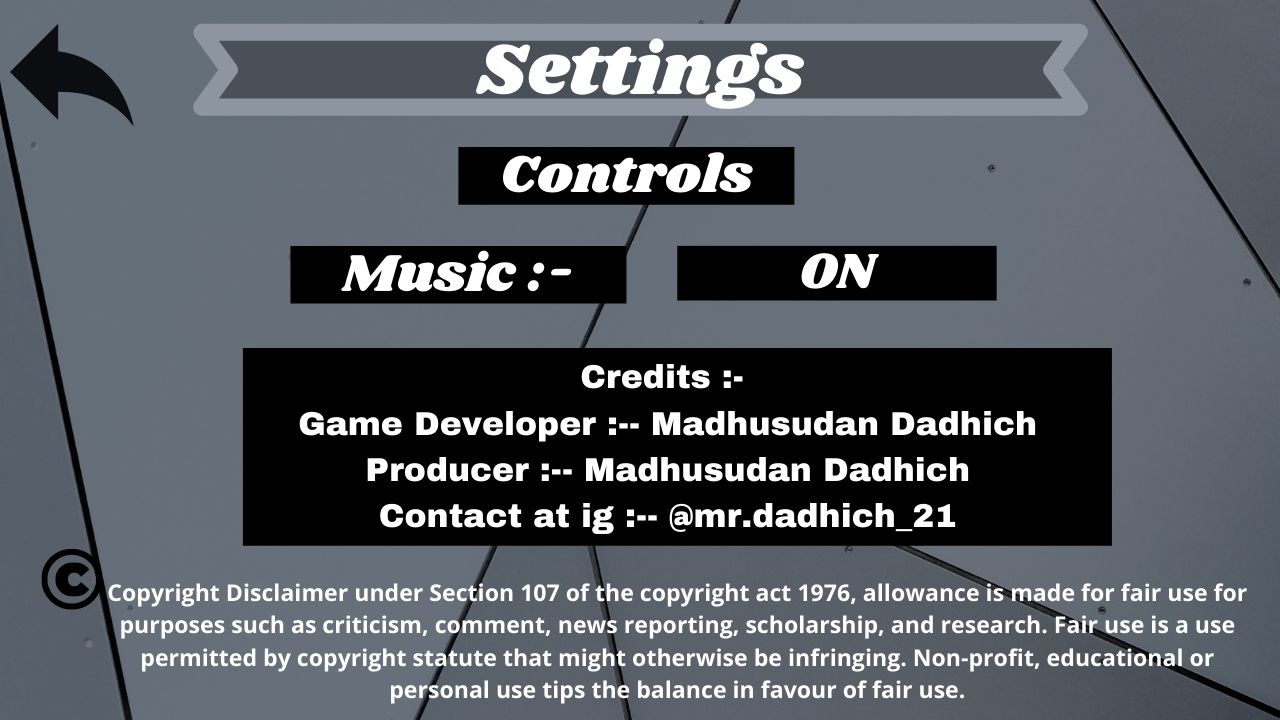 Settings
Controls
Music :-
ON
Credits :-
Game Developer :-- Madhusudan Dadhich
Producer :-- Madhusudan Dadhich
Contact at ig :-- @mr.dadhich_21
©
Copyright Disclaimer under Section 107 of the copyright act 1976, allowance is made for fair use for
purposes such as criticism, comment, news reporting, scholarship, and research. Fair use is a use
permitted by copyright statute that might otherwise be infringing. Non-profit, educational or
personal use tips the balance in favour of fair use.